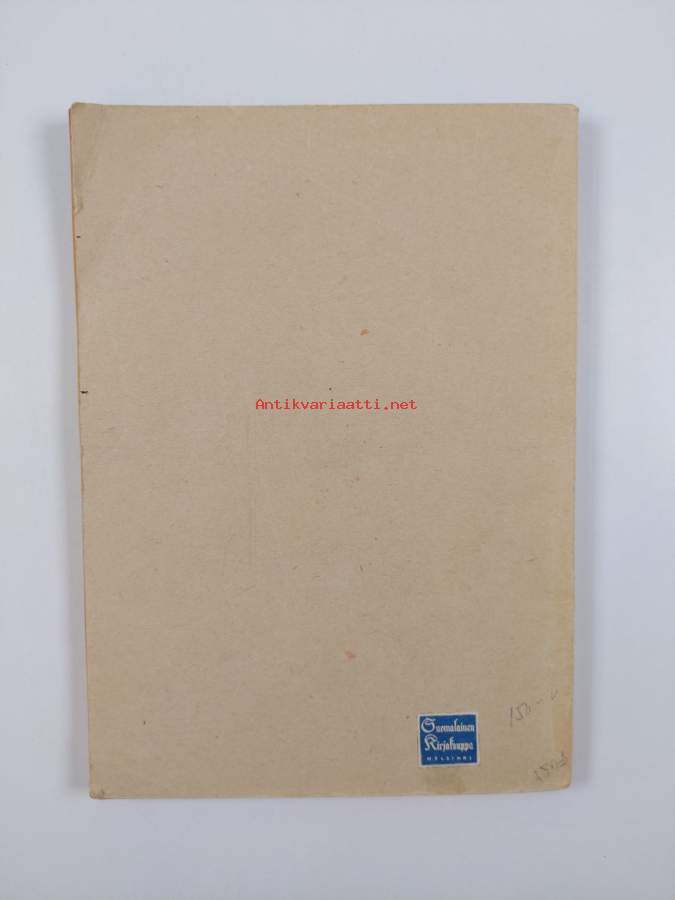 Antikvariaatti.net
Suomalainen
Kirjakauppa
HELSINKI
150-